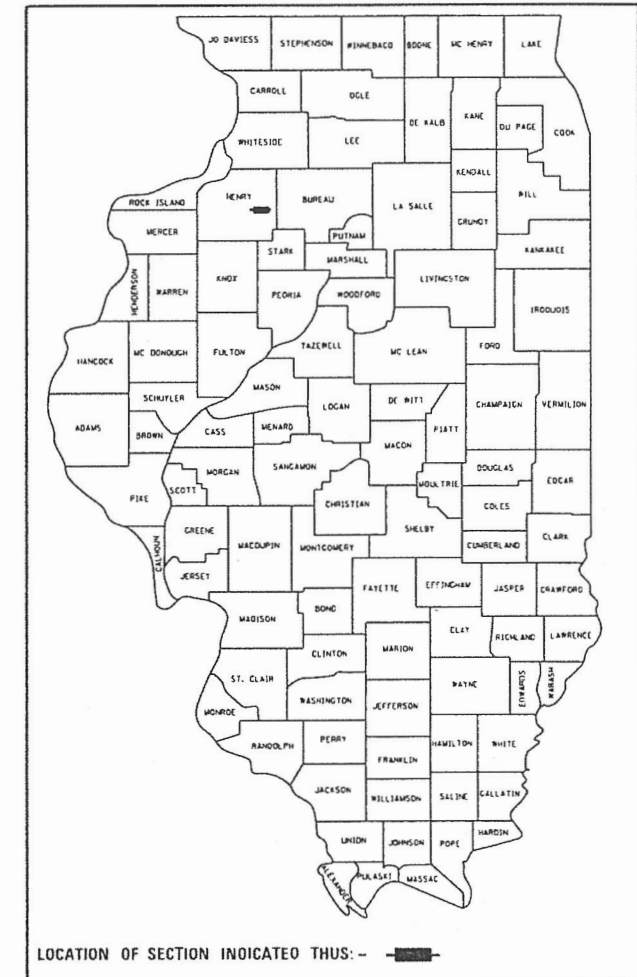 JO DAVIESS STEPHENSON WINNEBAGO BOONE MC HENRY LAKE
CARROLL OGLE
DE KALB KANE DU PAGE COOK
WHITESIDE LEE
KENDALL WILL
HENRY BUREAU LA SALLE
ROCK ISLAND
GRUNDY
MERCER PUTNAM
STARK MARSHALL KANKAKEE
KNOX LIVINGSTON
HENDERSON WARREN PEORIA WOODFORD
IROQUOIS
TAZEWELL FORD
HANCOCK MC DONOUGH FULTON MC LEAN
MASON
SCHUYLER DE WITT
LOGAN CHAMPAIGN VERMILION
ADAMS BROWN CASS MENARD PIATT
MACON
MORGAN SANGAMON DOUGLAS
PIKE SCOTT MOULTRIE EDGAR
CHRISTIAN COLES
GREENE SHELBY
CALHOUN MACOUPIN MONTGOMERY CUMBERLAND CLARK
JERSEY EFFINGHAM
FAYETTE JASPER CRAWFORD
MADISON BOND
CLAY RICHLAND LAWRENCE
CLINTON MARION
ST. CLAIR WAYNE EDWARDS WABASH
WASHINGTON JEFFERSON
MONROE
RANDOLPH PERRY HAMILTON WHITE
FRANKLIN
JACKSON WILLIAMSON SALINE GALLATIN
UNION JOHNSON POPE HARDIN
ALEXANDER PULASKI MASSAC
LOCATION OF SECTION INDICATED THUS: -